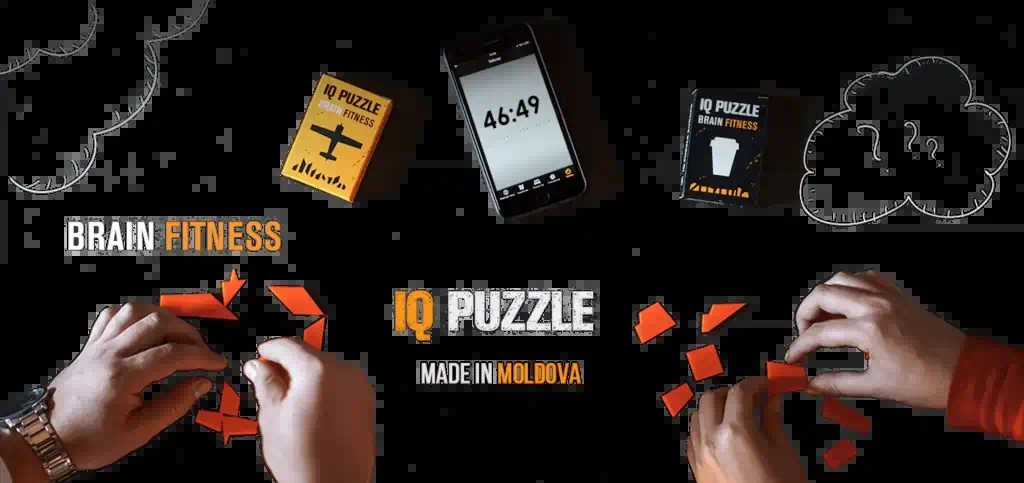 IQ PUZZLE
BRAIN FITNESS
46:49
IQ PUZZLE
BRAIN FITNESS
? ? ?
BRAIN FITNESS
IQ PUZZLE
MADE IN MOLDOVA